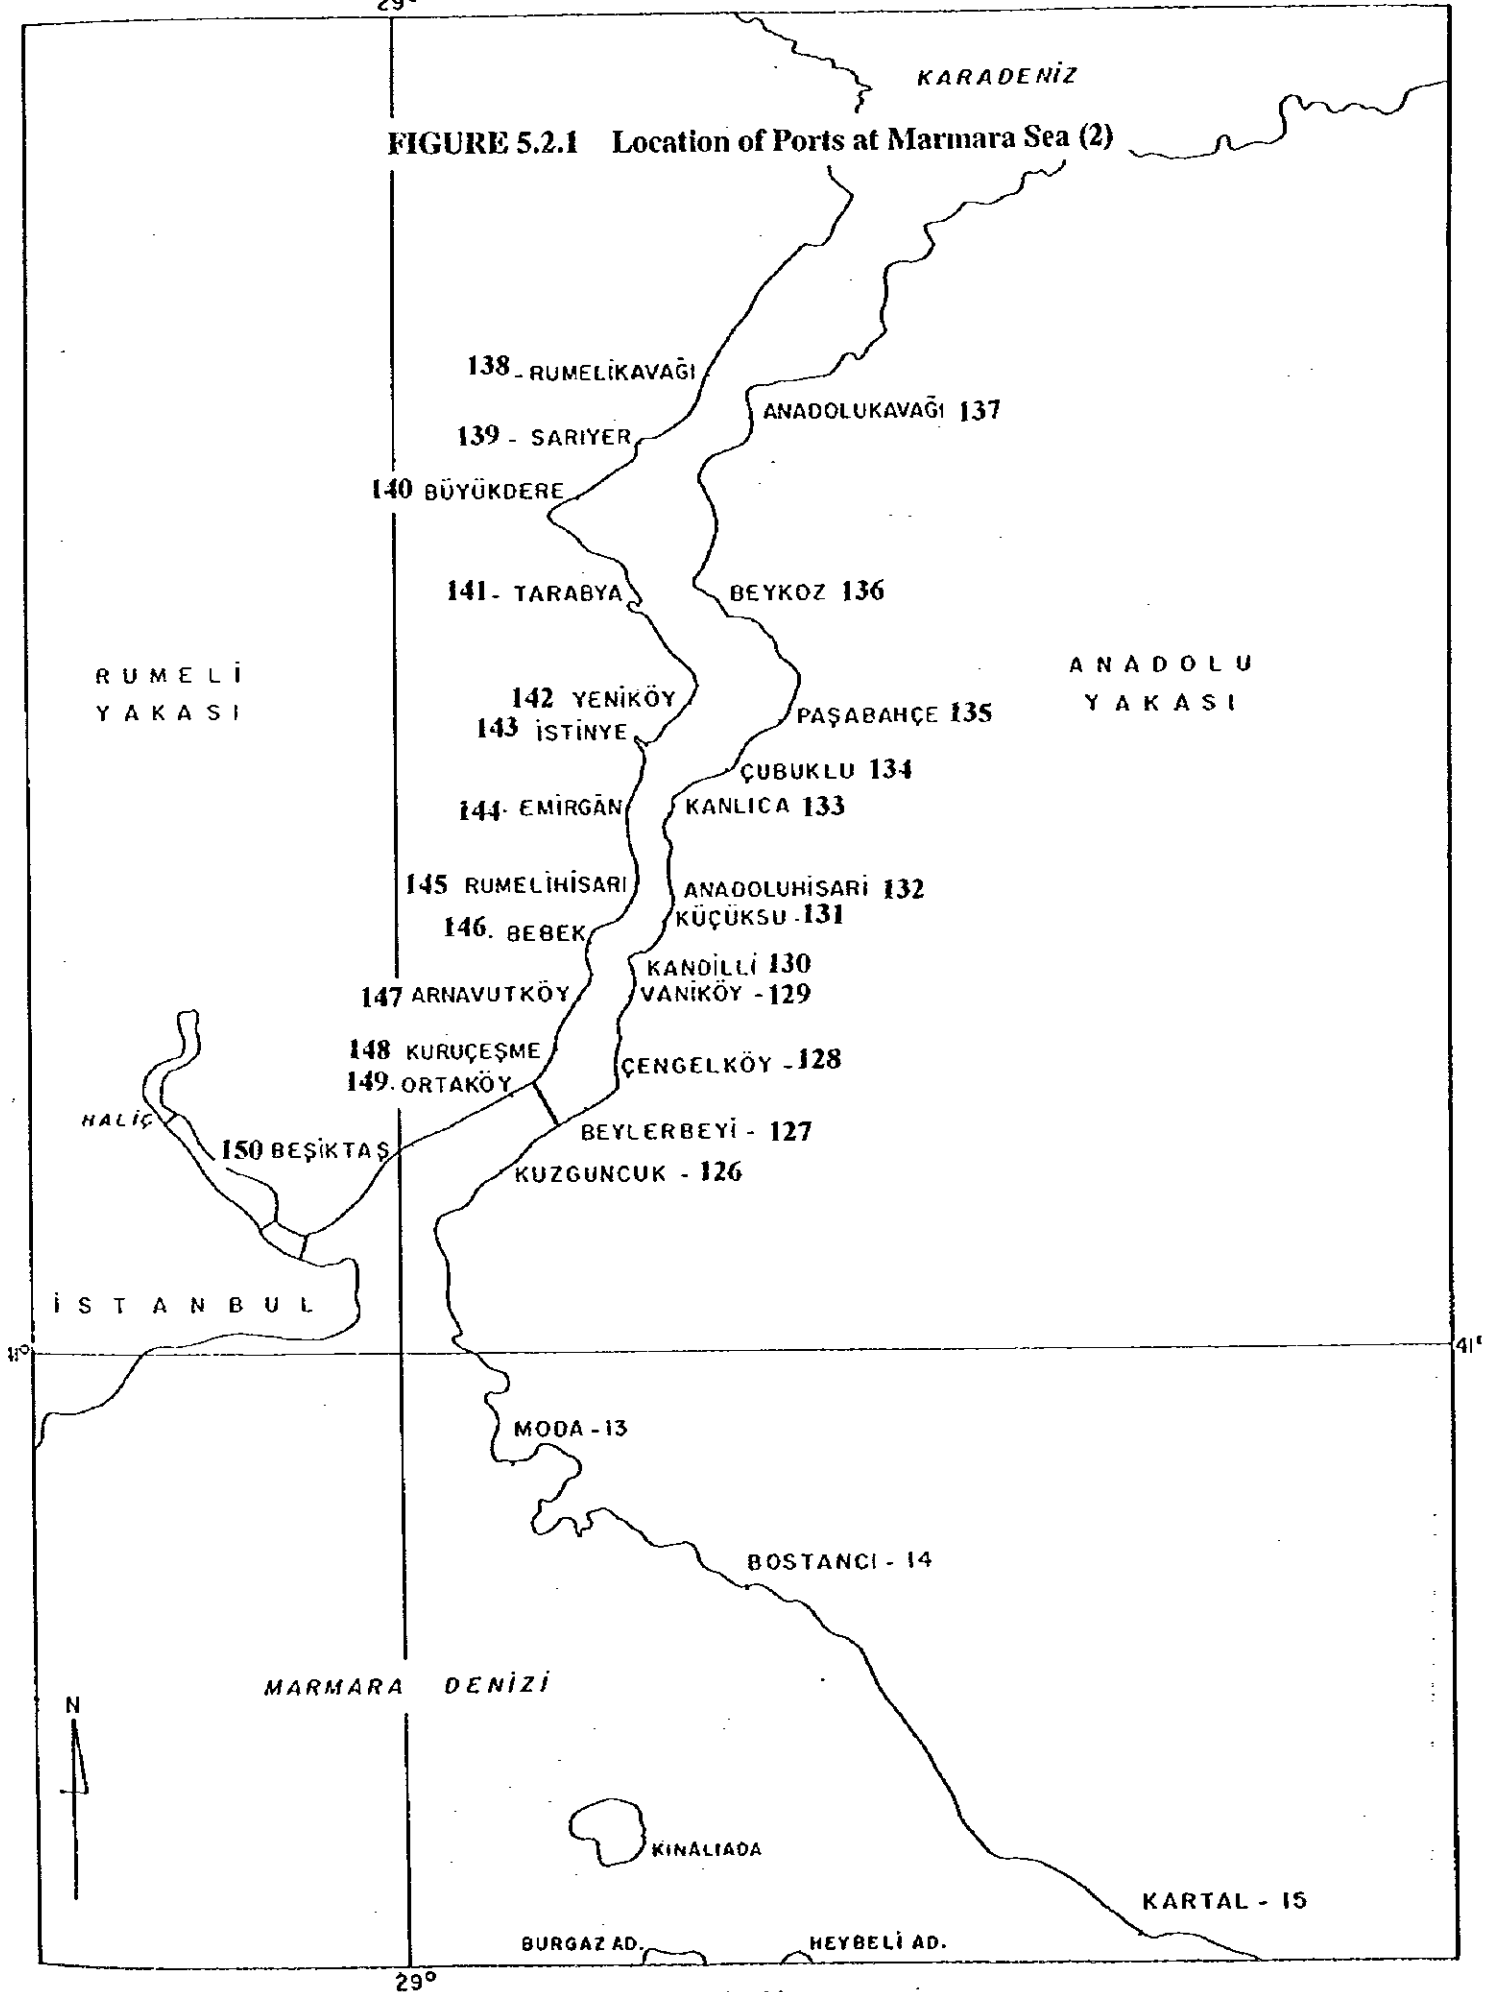 29°
KARADENİZ
FIGURE 5.2.1 Location of Ports at Marmara Sea (2)
138 - RUMELİKAVAĞI
ANADOLUKAVAĞI 137
139 - SARIYER
140 BÜYÜKDERE
141 - TARABYA
BEYKOZ 136
RUMELİ
YAKASI
ANADOLU
YAKASI
142 YENİKÖY
PAŞABAHÇE 135
143 İSTİNYE
ÇUBUKLU 134
144- EMİRGÂN
KANLICA 133
145 RUMELİHİSARI
ANADOLUHİSARİ 132
KÜÇÜKSU - 131
146. BEBEK
KANDİLLİ 130
147 ARNAVUTKÖY
VANİKÖY - 129
148 KURUÇEŞME
ÇENGELKÖY - 128
149. ORTAKÖY
HALİÇ
BEYLERBEYİ - 127
150 BEŞİKTAŞ
KUZGUNCUK - 126
İSTANBUL
41°
41°
MODA - 13
BOSTANCI - 14
MARMARA DENİZİ
N
KINALIADA
KARTAL - 15
BURGAZ AD.
HEYBELİ AD.
29°